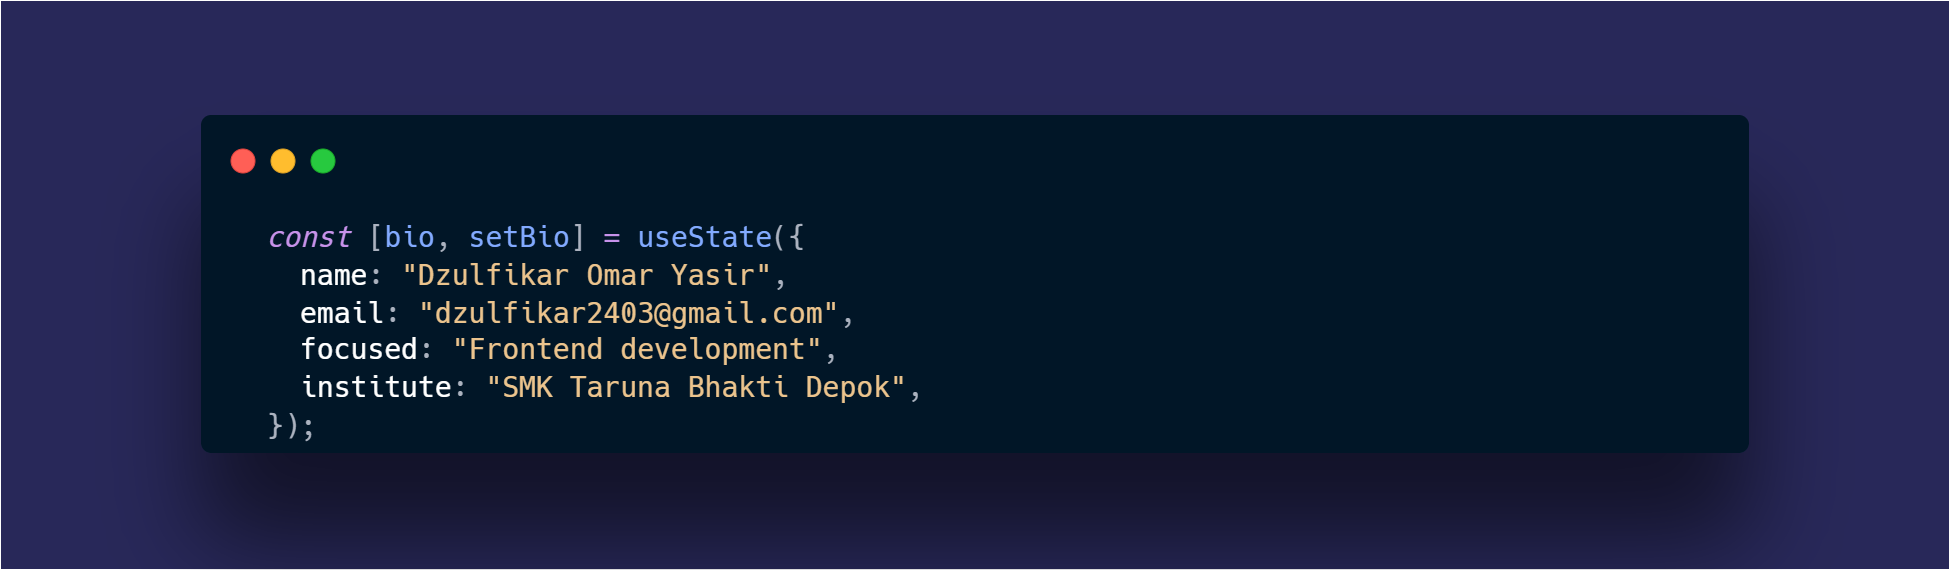 const [bio, setBio] = useState({
  name: "Dzulfikar Omar Yasir",
  email: "dzulfikar2403@gmail.com",
  focused: "Frontend development",
  institute: "SMK Taruna Bhakti Depok",
});